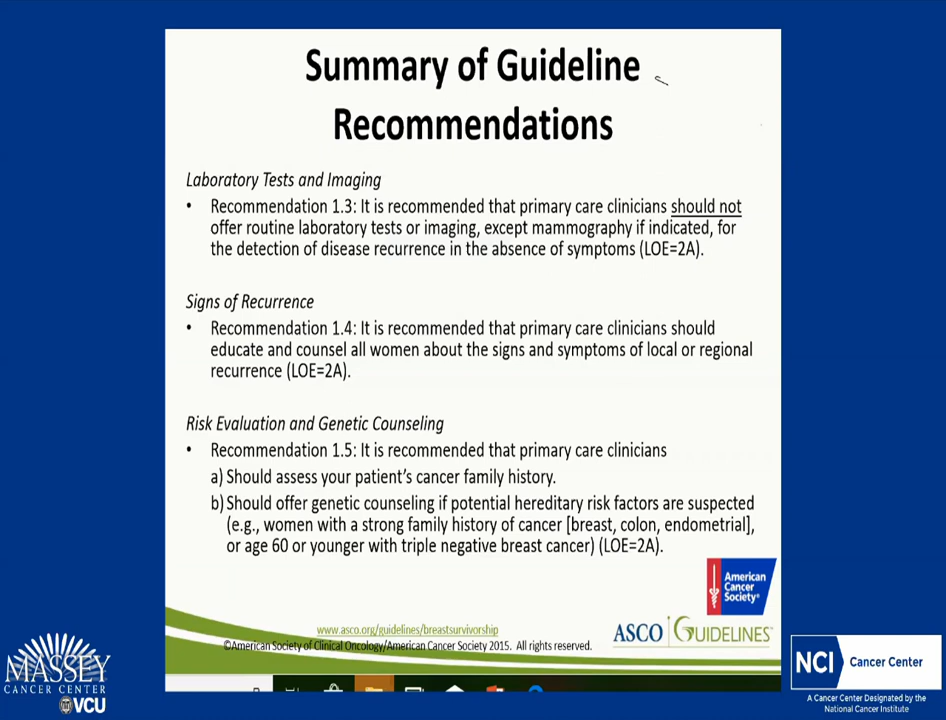 Summary of Guideline
Recommendations
Laboratory Tests and Imaging
• Recommendation 1.3: It is recommended that primary care clinicians should not
offer routine laboratory tests or imaging, except mammography if indicated, for
the detection of disease recurrence in the absence of symptoms (LOE=2A).
Signs of Recurrence
• Recommendation 1.4: It is recommended that primary care clinicians should
educate and counsel all women about the signs and symptoms of local or regional
recurrence (LOE=2A).
Risk Evaluation and Genetic Counseling
• Recommendation 1.5: It is recommended that primary care clinicians
a) Should assess your patient's cancer family history.
b) Should offer genetic counseling if potential hereditary risk factors are suspected
(e.g., women with a strong family history of cancer [breast, colon, endometrial],
or age 60 or younger with triple negative breast cancer) (LOE=2A).
American
Cancer
Society®
www.asco.org/guidelines/breastsurvivorship
©American Society of Clinical Oncology/American Cancer Society 2015. All rights reserved.
ASCO GUIDELINES™
MASSEY
CANCER CENTER
VCU
NCI Cancer Center
A Cancer Center Designated by the
National Cancer Institute